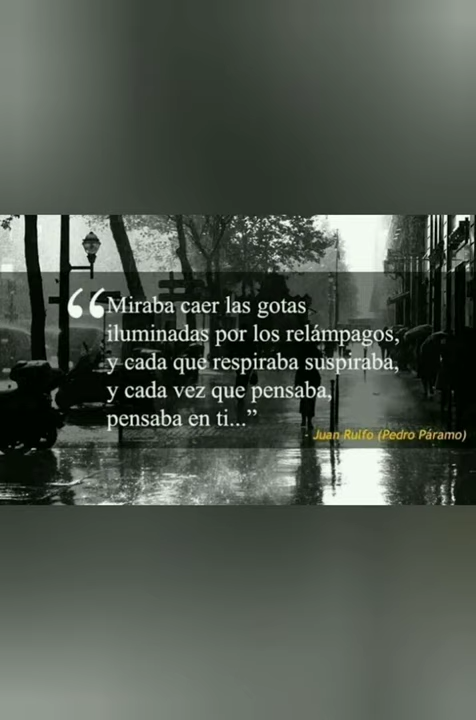 “Miraba caer las gotas
iluminadas por los relámpagos,
y cada que respiraba suspiraba,
y cada vez que pensaba,
pensaba en ti...”
- Juan Rulfo (Pedro Páramo)